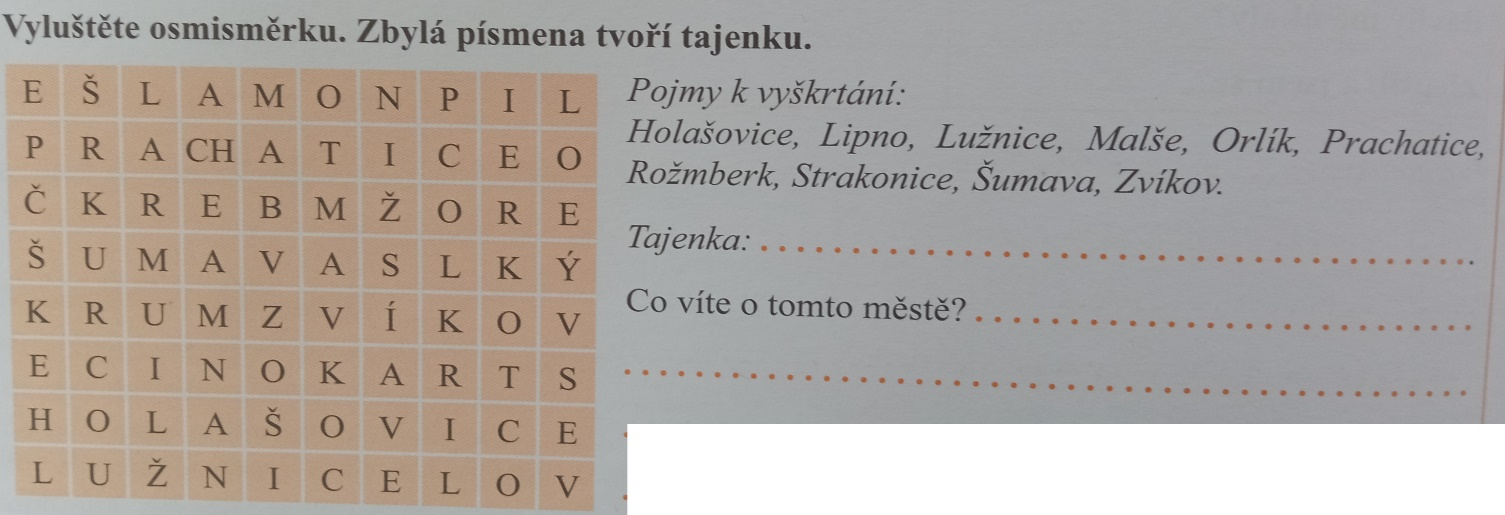 Vyluštěte osmisměrku. Zbylá písmena tvoří tajenku.
E Š L A M O N P I L
P R A CH A T I C E O
Č K R E B M Ž O R E
Š U M A V A S L K Ý
K R U M Z V Í K O V
E C I N O K A R T S
H O L A Š O V I C E
L U Ž N I C E L O V
Pojmy k vyškrtání:
Holašovice, Lipno, Lužnice, Malše, Orlík, Prachatice,
Rožmberk, Strakonice, Šumava, Zvíkov.
Tajenka:
Co víte o tomto městě?